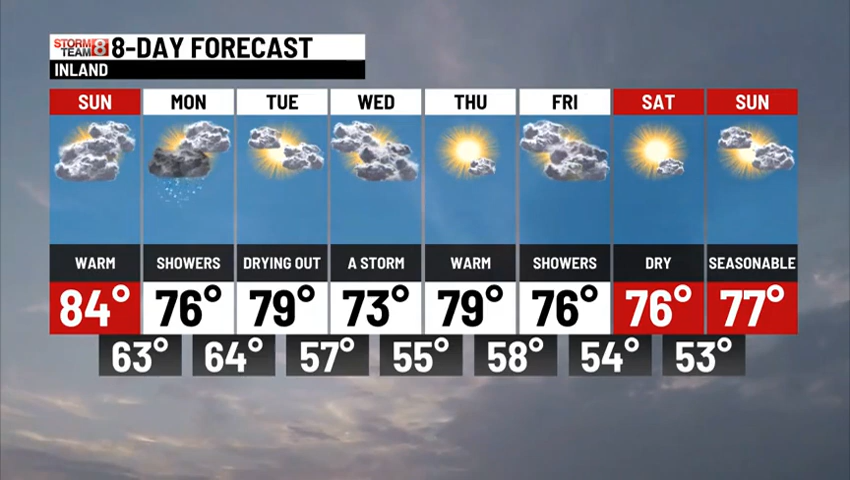 STORM TEAM 8 8-DAY FORECAST
INLAND
SUN MON TUE WED THU FRI SAT SUN
WARM SHOWERS DRYING OUT A STORM WARM SHOWERS DRY SEASONABLE
84° 76° 79° 73° 79° 76° 76° 77°
63° 64° 57° 55° 58° 54° 53°